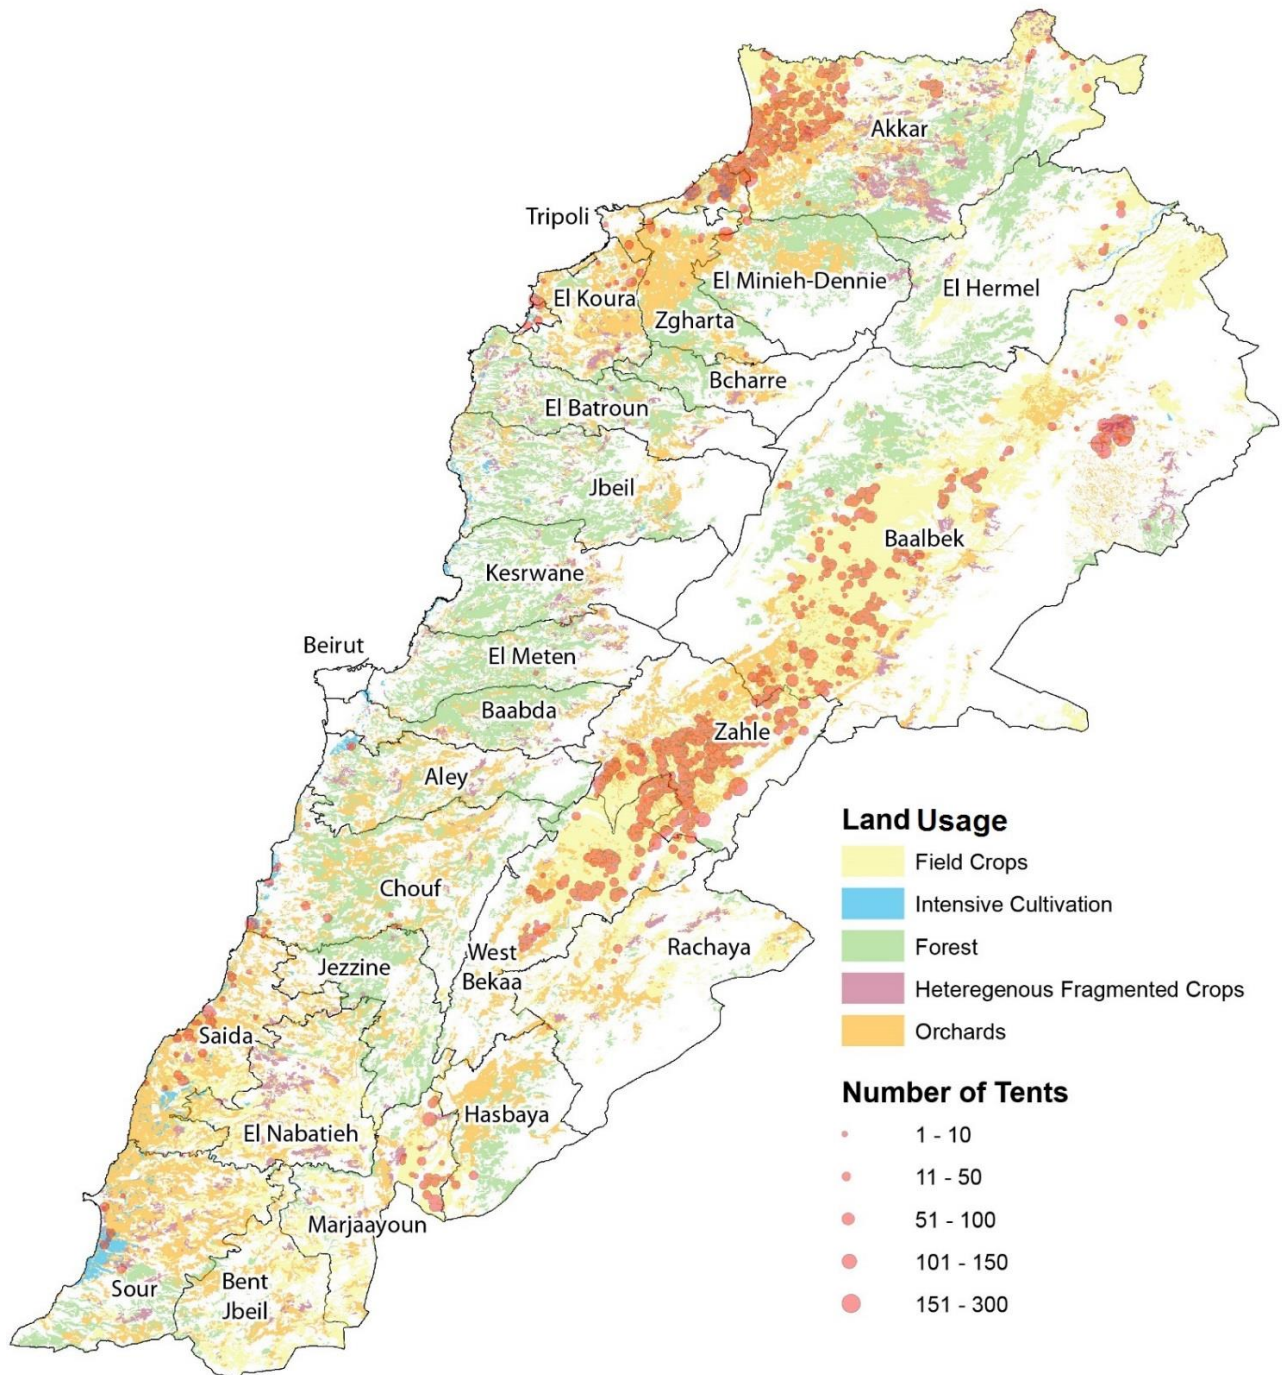 Akkar
Tripoli
El Minieh-Dennie
El Hermel
El Koura
Zgharta
Bcharre
El Batroun
Jbeil
Baalbek
Kesrwane
Beirut
El Meten
Baabda
Zahle
Aley
Chouf
West
Bekaa
Rachaya
Jezzine
Saida
Hasbaya
El Nabatieh
Marjaayoun
Sour
Bent
Jbeil
Land Usage
Field Crops
Intensive Cultivation
Forest
Heteregenous Fragmented Crops
Orchards
Number of Tents
1 - 10
11 - 50
51 - 100
101 - 150
151 - 300